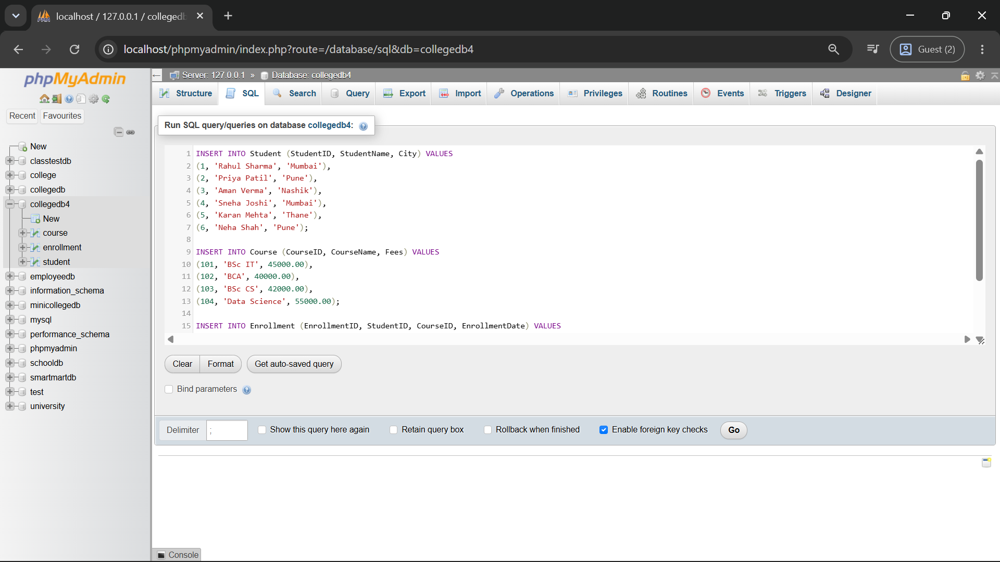 localhost / 127.0.0.1 / collegedb
localhost/phpmyadmin/index.php?route=/database/sql&db=collegedb4
Guest (2)
phpMyAdmin
Recent
Favourites
New
classtestdb
college
collegedb
collegedb4
New
course
enrollment
student
employeedb
information_schema
minicollegedb
mysql
performance_schema
phpmyadmin
schooldb
smartmartdb
test
university
Server: 127.0.0.1 » Database: collegedb4
Structure
SQL
Search
Query
Export
Import
Operations
Privileges
Routines
Events
Triggers
Designer
Run SQL query/queries on database collegedb4:
1 INSERT INTO Student (StudentID, StudentName, City) VALUES
2 (1, 'Rahul Sharma', 'Mumbai'),
3 (2, 'Priya Patil', 'Pune'),
4 (3, 'Aman Verma', 'Nashik'),
5 (4, 'Sneha Joshi', 'Mumbai'),
6 (5, 'Karan Mehta', 'Thane'),
7 (6, 'Neha Shah', 'Pune');
8
9 INSERT INTO Course (CourseID, CourseName, Fees) VALUES
10 (101, 'BSc IT', 45000.00),
11 (102, 'BCA', 40000.00),
12 (103, 'BSc CS', 42000.00),
13 (104, 'Data Science', 55000.00);
14
15 INSERT INTO Enrollment (EnrollmentID, StudentID, CourseID, EnrollmentDate) VALUES
Clear
Format
Get auto-saved query
Bind parameters
Delimiter ;
Show this query here again
Retain query box
Rollback when finished
Enable foreign key checks
Go
Console